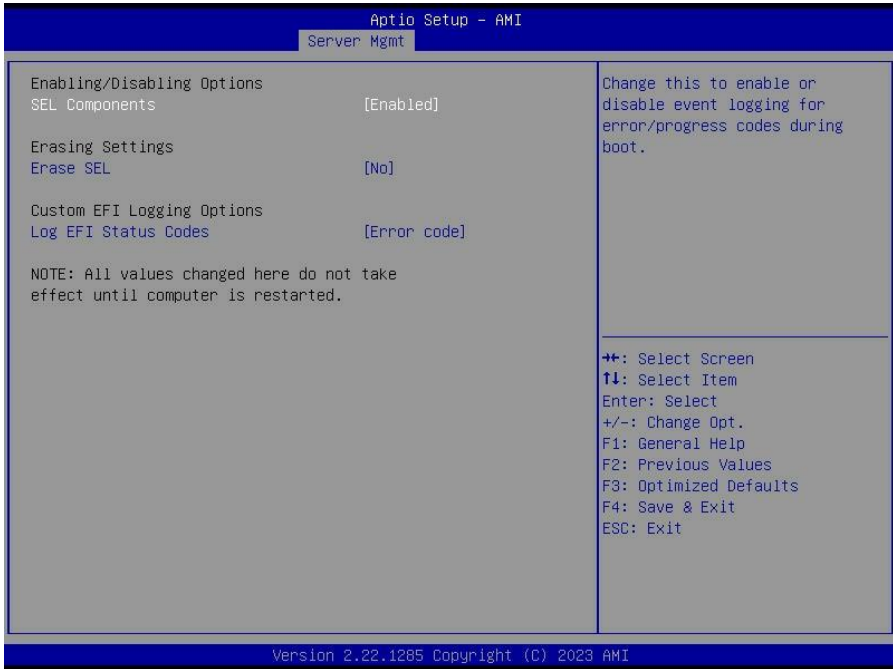 Aptio Setup – AMI
Server Mgmt
Enabling/Disabling Options
SEL Components [Enabled]
Erasing Settings
Erase SEL [No]
Custom EFI Logging Options
Log EFI Status Codes [Error code]
NOTE: All values changed here do not take
effect until computer is restarted.
Change this to enable or
disable event logging for
error/progress codes during
boot.
→←: Select Screen
↑↓: Select Item
Enter: Select
+/-: Change Opt.
F1: General Help
F2: Previous Values
F3: Optimized Defaults
F4: Save & Exit
ESC: Exit
Version 2.22.1285 Copyright (C) 2023 AMI